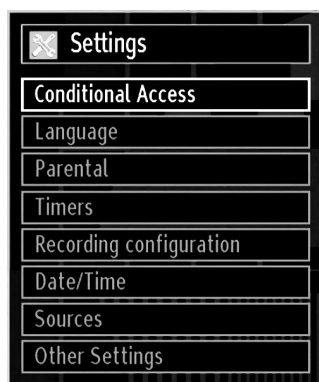 Settings
Conditional Access
Language
Parental
Timers
Recording configuration
Date/Time
Sources
Other Settings